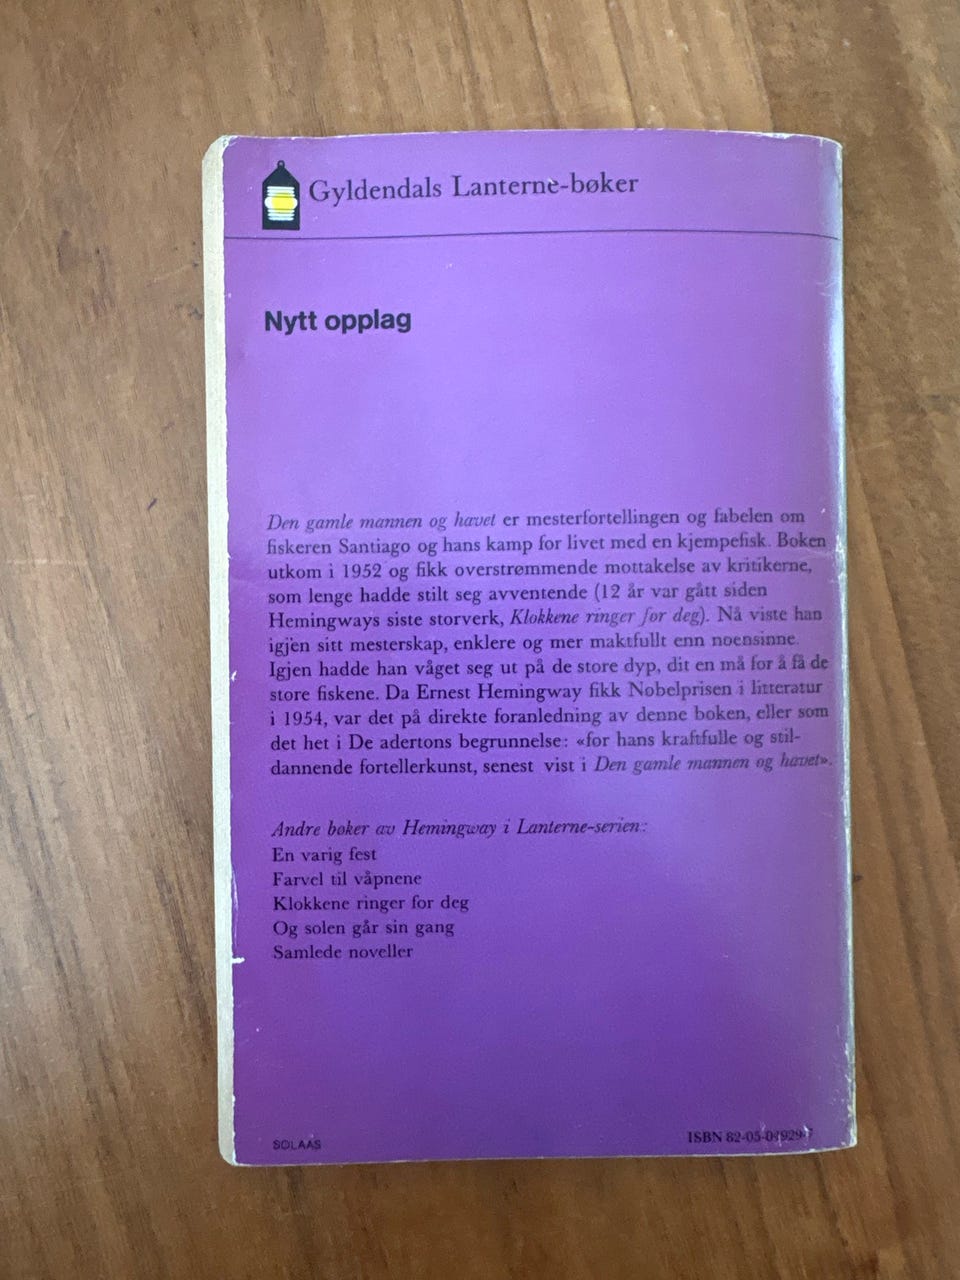 Gyldendals Lanterne-bøker
Nytt opplag
Den gamle mannen og havet er mesterfortellingen og fabelen om
fiskeren Santiago og hans kamp for livet med en kjempefisk. Boken
utkom i 1952 og fikk overstrømmende mottakelse av kritikerne,
som lenge hadde stilt seg avventende (12 år var gått siden
Hemingways siste storverk, Klokkene ringer for deg). Nå viste han
igjen sitt mesterskap, enklere og mer maktfullt enn noensinne.
Igjen hadde han våget seg ut på de store dyp, dit en må for å få de
store fiskene. Da Ernest Hemingway fikk Nobelprisen i litteratur
i 1954, var det på direkte foranledning av denne boken, eller som
det het i De adertons begrunnelse: «for hans kraftfulle og stil-
dannende fortellerkunst, senest vist i Den gamle mannen og havet».
Andre bøker av Hemingway i Lanterne-serien:
En varig fest
Farvel til våpnene
Klokkene ringer for deg
Og solen går sin gang
Samlede noveller
SOLAAS
ISBN